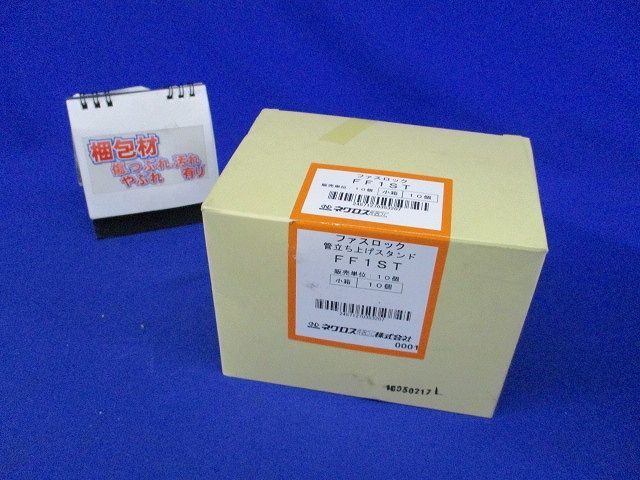 梱包材
傷 つぶれ 汚れ
やぶれ 有り
ファスロック
FF1ST
販売単位 10個 小箱 10個
ネグロス電工
ファスロック
管立ち上げスタンド
FF1ST
販売単位 10個
小箱 10個
ネグロス電工株式会社
0001